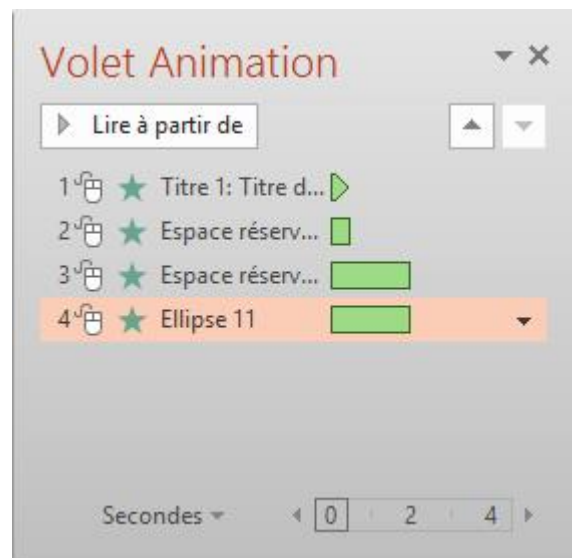 Volet Animation
Lire à partir de
1 Titre 1: Titre d...
2 Espace réserv...
3 Espace réserv...
4 Ellipse 11
Secondes 0 2 4